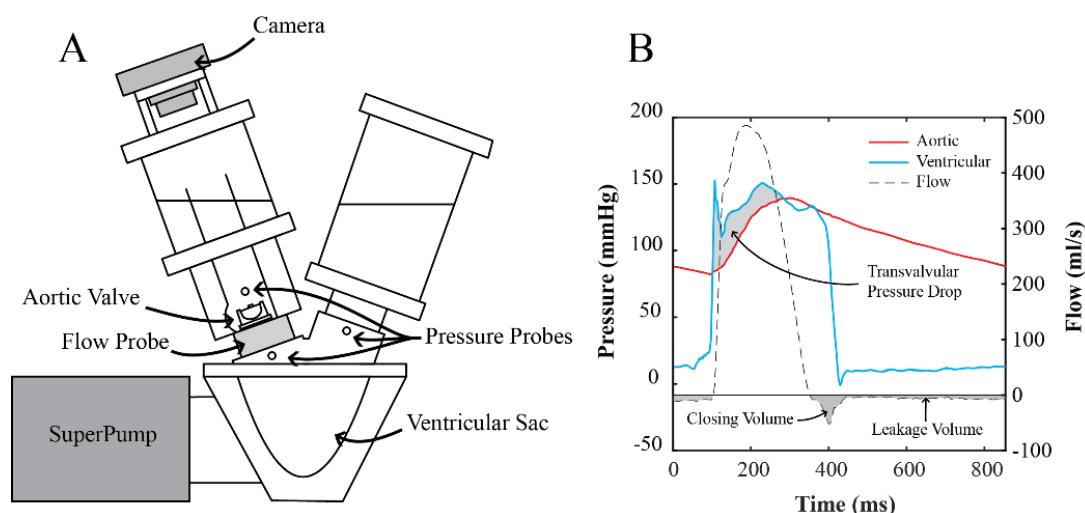 A
Camera
Aortic Valve
Flow Probe
Pressure Probes
SuperPump
Ventricular Sac
B
200
150
100
50
0
-50
Pressure (mmHg)
500
400
300
200
100
0
-100
Flow (ml/s)
Aortic
Ventricular
Flow
Transvalvular
Pressure Drop
Closing Volume
Leakage Volume
0
200
400
600
800
Time (ms)